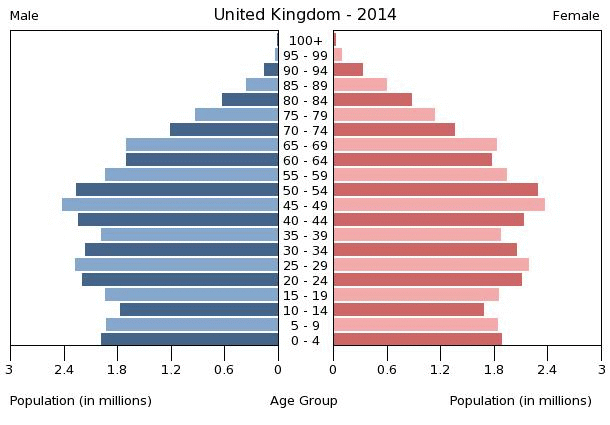 United Kingdom - 2014
Male
Female
100+
95 - 99
90 - 94
85 - 89
80 - 84
75 - 79
70 - 74
65 - 69
60 - 64
55 - 59
50 - 54
45 - 49
40 - 44
35 - 39
30 - 34
25 - 29
20 - 24
15 - 19
10 - 14
5 - 9
0 - 4
3 2.4 1.8 1.2 0.6 0 0 0.6 1.2 1.8 2.4 3
Population (in millions) Age Group Population (in millions)